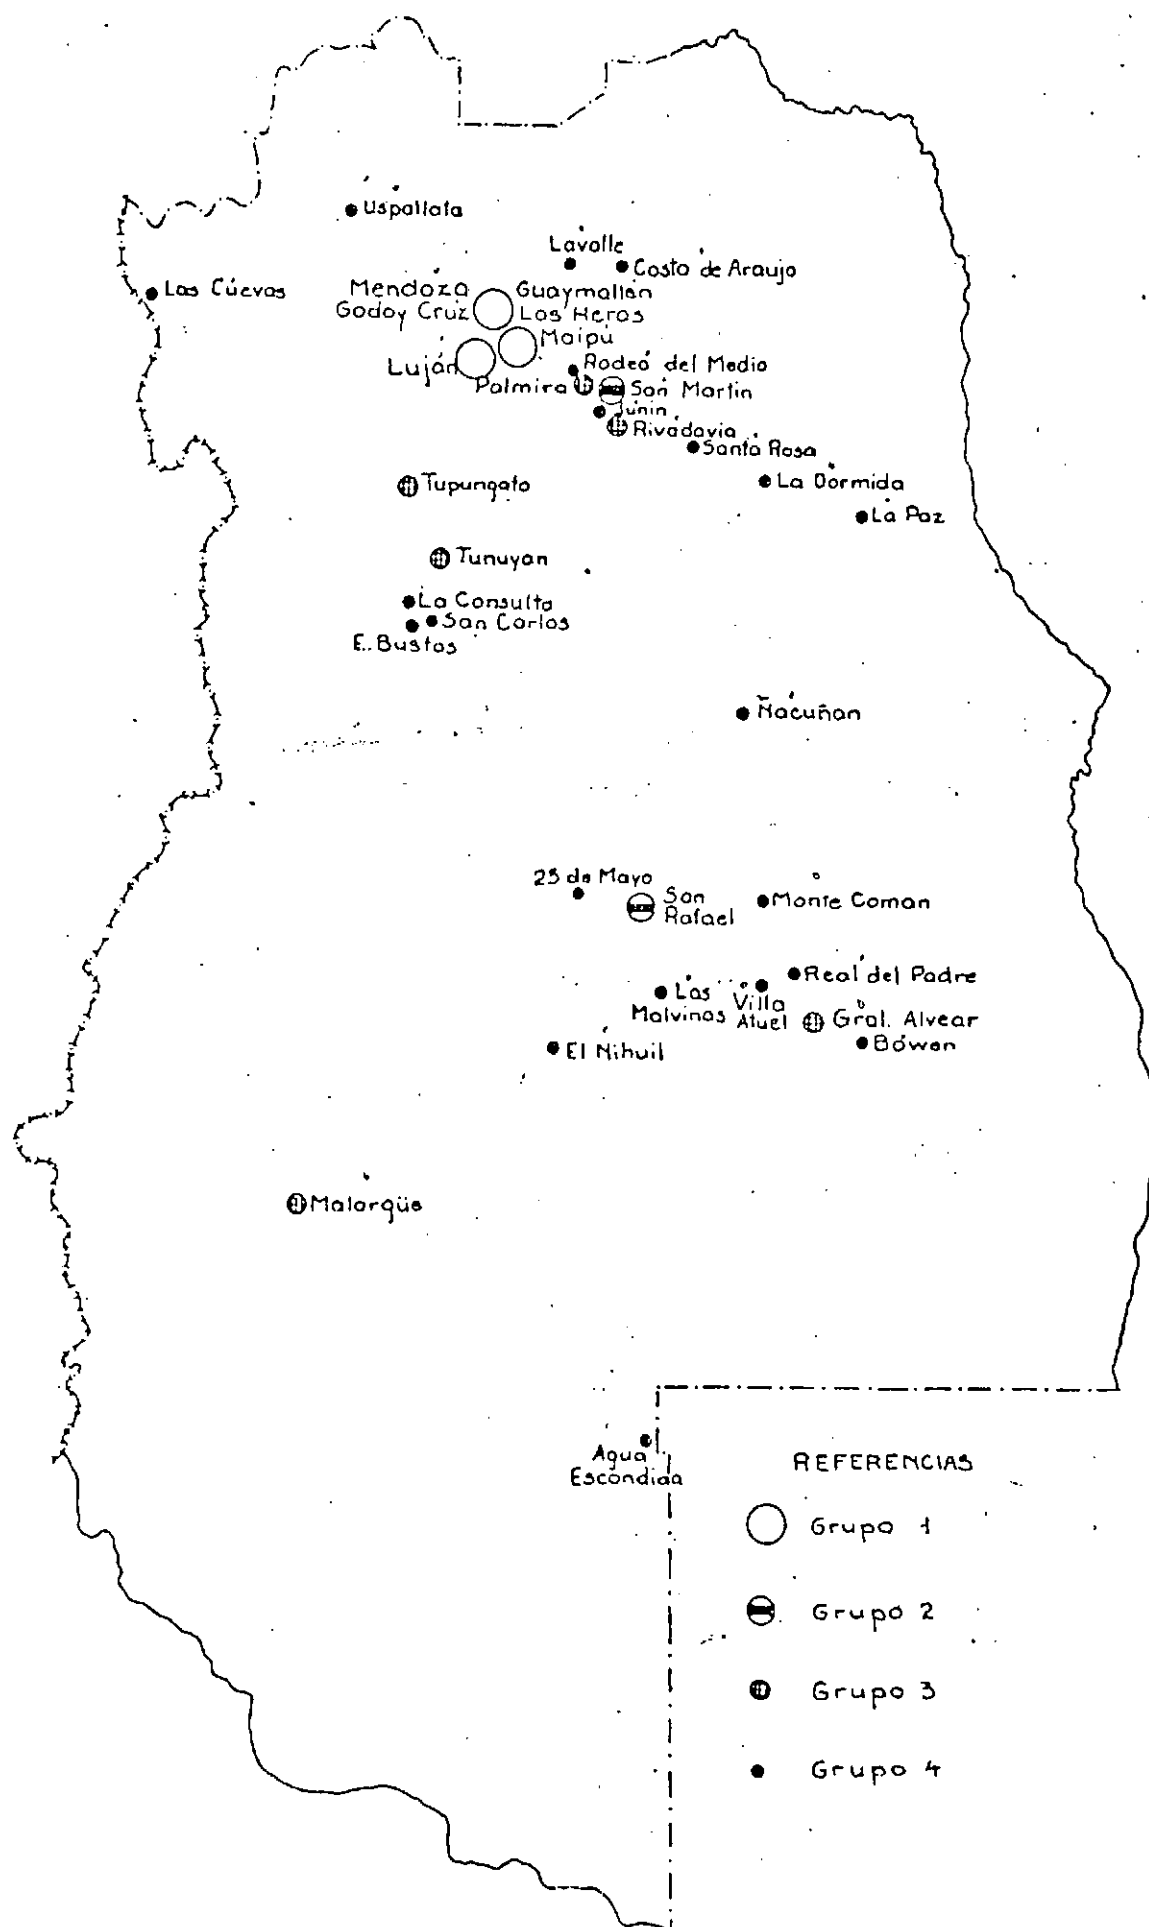 Uspallata
Lavalle
Costa de Araujo
Las Cúevas
Mendoza
Guaymallén
Godoy Cruz
Las Heras
Maipú
Luján
Rodeo del Medio
Palmira
San Martin
Junin
Rivadavia
Santa Rosa
Tupungato
La Dormida
La Paz
Tunuyan
La Consulta
San Carlos
E. Bustos
Ñacuñan
25 de Mayo
San
Rafael
Monte Coman
Real del Padre
Las
Malvinas
Villa
Atuel
Gral. Alvear
Bowen
El Nihuil
Malargüe
Agua
Escondida
REFERENCIAS
Grupo 1
Grupo 2
Grupo 3
Grupo 4